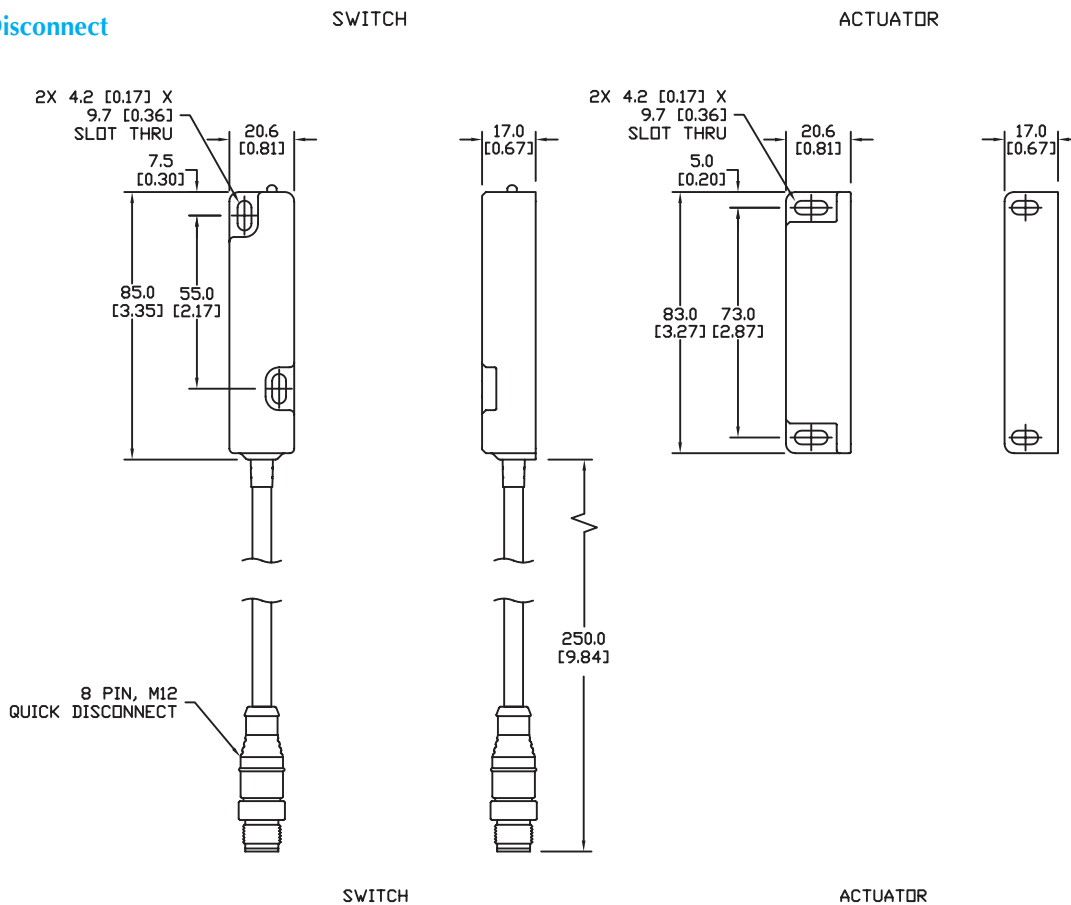 Disconnect
SWITCH
ACTUATOR
2X 4.2 [0.17] X
9.7 [0.36]
SLOT THRU
20.6
[0.81]
7.5
[0.30]
85.0
[3.35]
55.0
[2.17]
17.0
[0.67]
2X 4.2 [0.17] X
9.7 [0.36]
SLOT THRU
20.6
[0.81]
5.0
[0.20]
83.0
[3.27]
73.0
[2.87]
17.0
[0.67]
250.0
[9.84]
8 PIN, M12
QUICK DISCONNECT
SWITCH
ACTUATOR